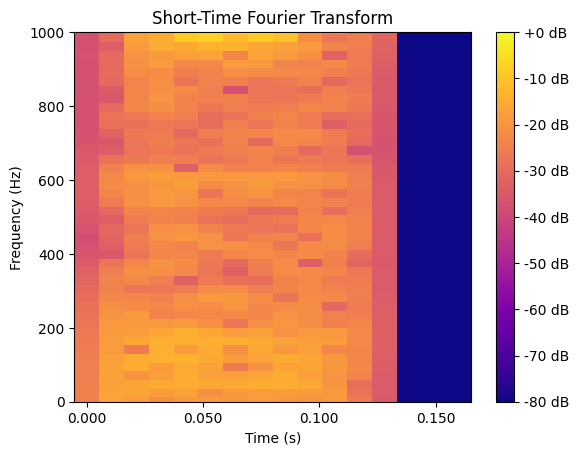 Short-Time Fourier Transform
Frequency (Hz)
1000
800
600
400
200
0
0.000
0.050
0.100
0.150
Time (s)
+0 dB
-10 dB
-20 dB
-30 dB
-40 dB
-50 dB
-60 dB
-70 dB
-80 dB